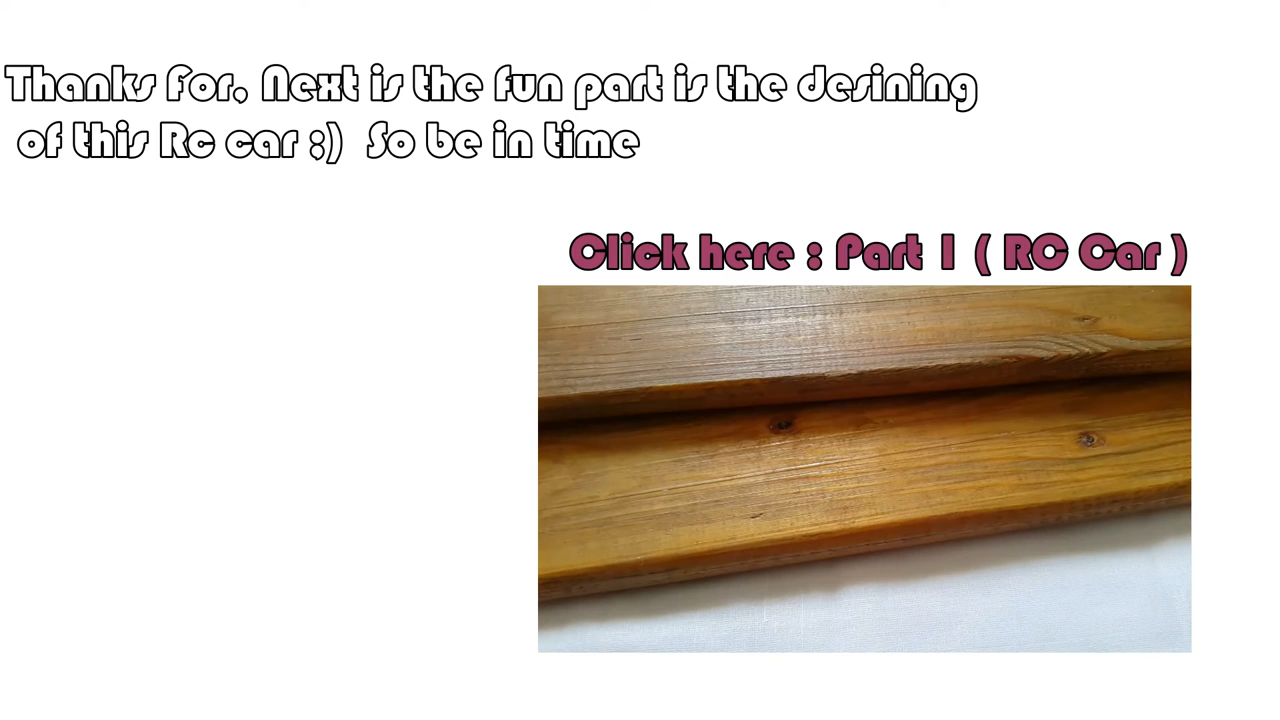 Thanks For, Next is the fun part is the desining
of this Rc car ;) So be in time
Click here : Part 1 ( RC Car )